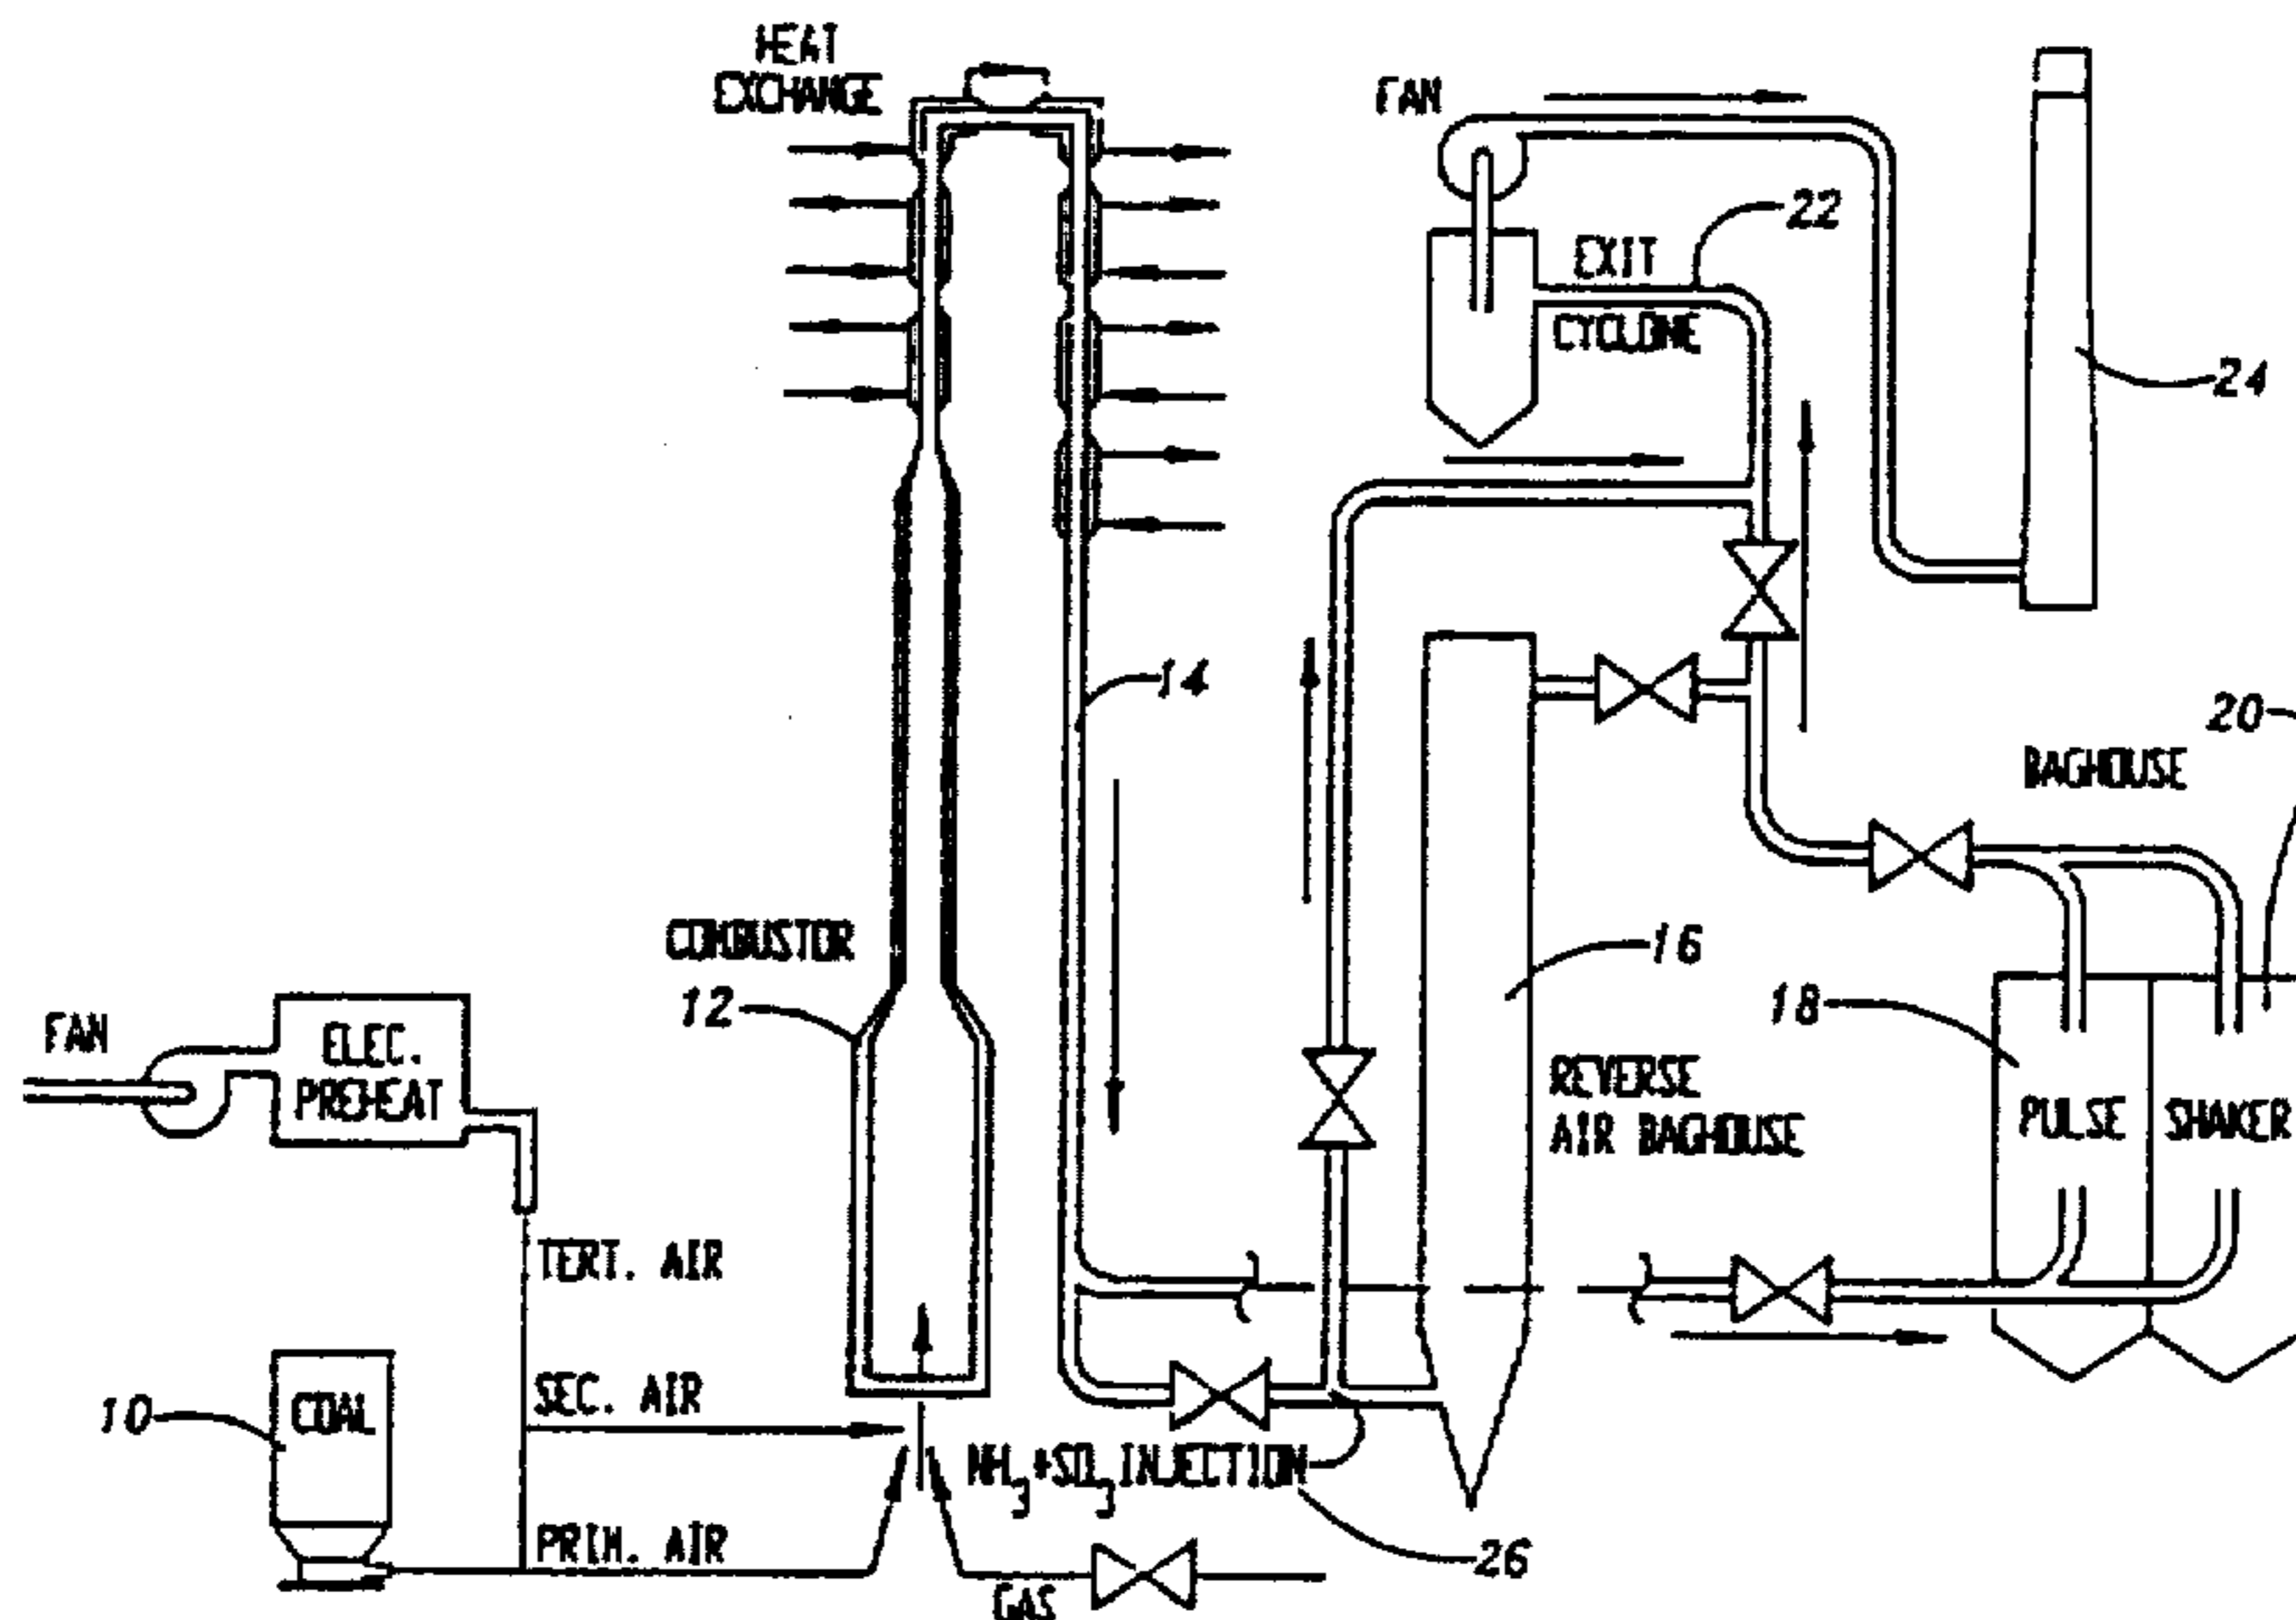 HEAT
EXCHANGE
FAN
22
EXIT
CYCLONE
24
14
20
BAGHOUSE
16
COMBUSTOR
12
18
FAN
ELEC.
PREHEAT
REVERSE
AIR BAGHOUSE
PULSE
SHAKER
TERT. AIR
10
COAL
SEC. AIR
NH3+SO3 INJECTION
PRIM. AIR
26
GAS